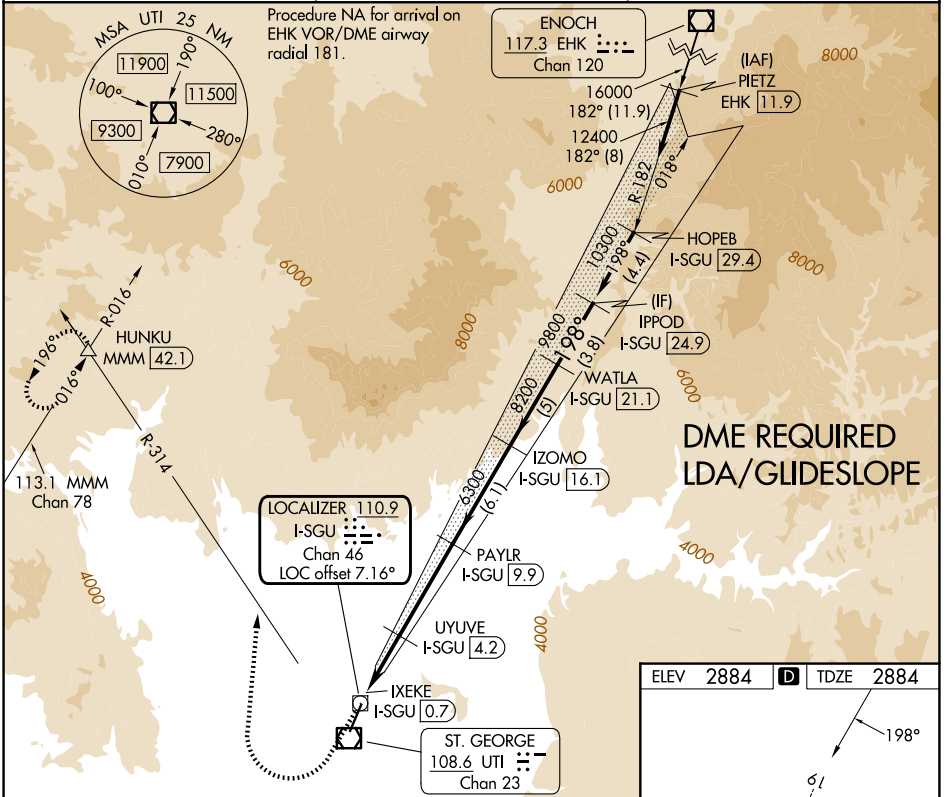 MSA UTI 25 NM
11900
190°
100°
11500
9300
280°
010°
7900
Procedure NA for arrival on
EHK VOR/DME airway
radial 181.
ENOCH
117.3 EHK
Chan 120
8000
(IAF)
PIETZ
EHK 11.9
16000
182° (11.9)
12400
182° (8)
6000
R-182
018°
HOPEB
I-SGU 29.4
10300
198°
(4.4)
8000
6000
R-016
HUNKU
MMM 42.1
196°
016°
8000
(IF)
IPPOD
I-SGU 24.9
9800
198°
(3.8)
WATLA
I-SGU 21.1
6000
8200
(5)
DME REQUIRED
LDA/GLIDESLOPE
R-314
113.1 MMM
Chan 78
IZOMO
I-SGU 16.1
6300
(6.1)
LOCALIZER 110.9
I-SGU
Chan 46
LOC offset 7.16°
PAYLR
I-SGU 9.9
4000
4000
UYUVE
I-SGU 4.2
4000
IXEKE
I-SGU 0.7
ST. GEORGE
108.6 UTI
Chan 23
ELEV 2884 D TDZE 2884
198°
19